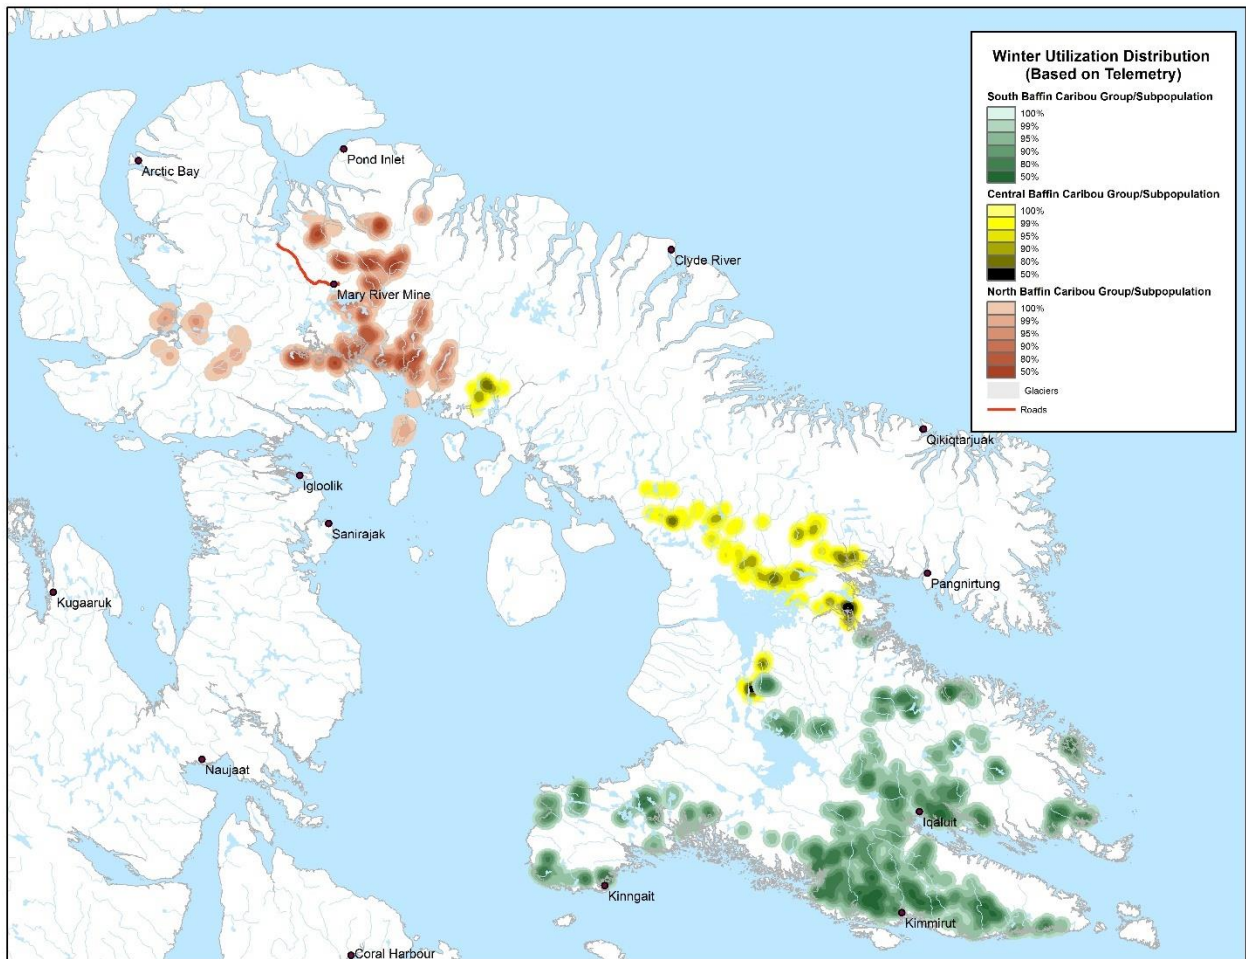 Winter Utilization Distribution
(Based on Telemetry)
South Baffin Caribou Group/Subpopulation
100%
99%
95%
90%
80%
50%
Central Baffin Caribou Group/Subpopulation
100%
99%
95%
90%
80%
50%
North Baffin Caribou Group/Subpopulation
100%
99%
95%
90%
80%
50%
Glaciers
Roads
Pond Inlet
Arctic Bay
Clyde River
Mary River Mine
Qikiqtarjuak
Igloolik
Sanirajak
Pangnirtung
Kugaaruk
Naujaat
Iqaluit
Kinngait
Kimmirut
Coral Harbour